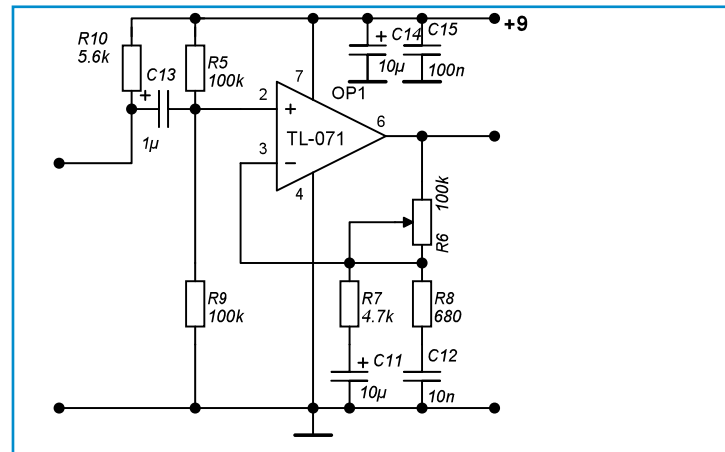 +9
R10
5.6k
C13
1µ
R5
100k
C14
10µ
C15
100n
7
OP1
2
+
TL-071
6
3
−
4
100k
R6
R9
100k
R7
4.7k
R8
680
+
C11
10µ
C12
10n
+
+